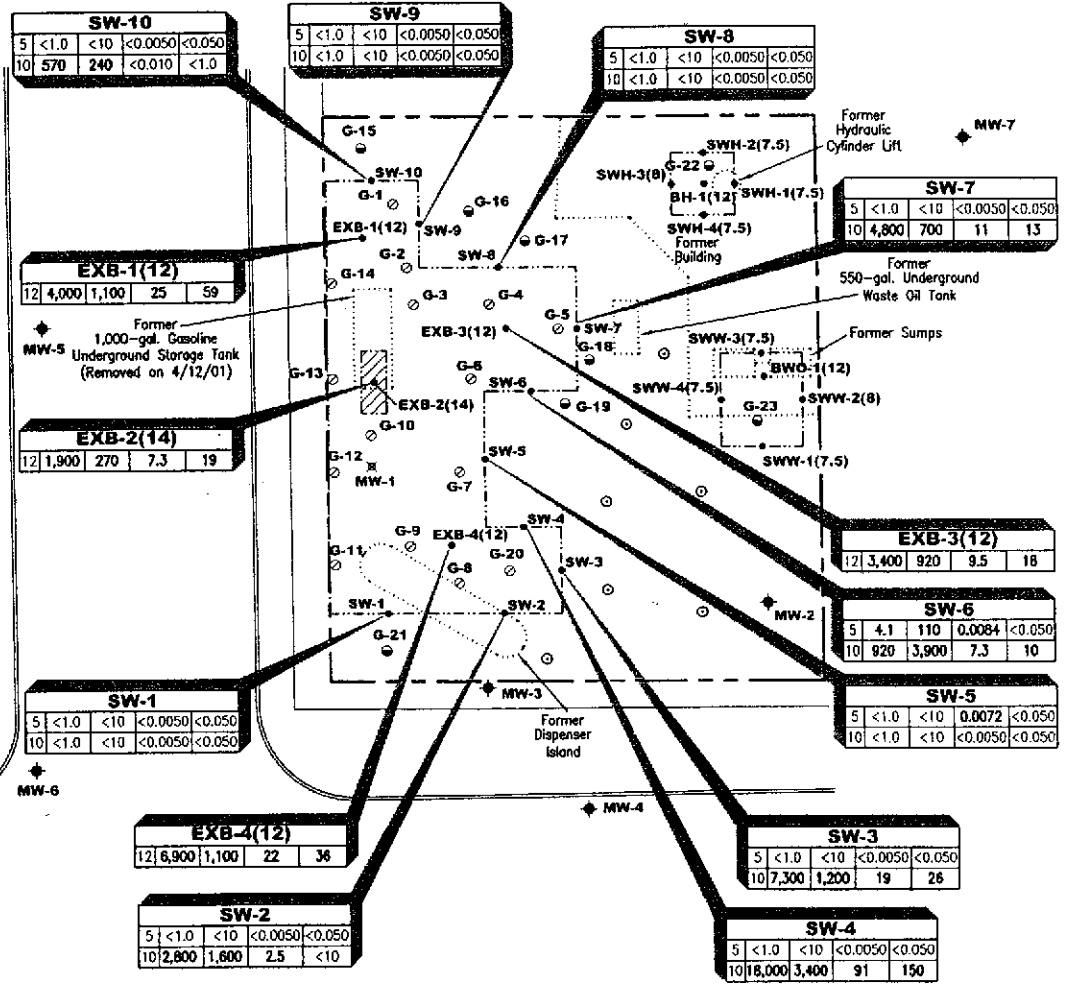 SW-10
5 <1.0 <10 <0.0050 <0.050
10 570 240 <0.010 <1.0
SW-9
5 <1.0 <10 <0.0050 <0.050
10 <1.0 <10 <0.0050 <0.050
SW-8
5 <1.0 <10 <0.0050 <0.050
10 <1.0 <10 <0.0050 <0.050
Former
Hydraulic
Cylinder Lift
MW-7
G-15
SW-10
G-1
G-16
SW-9
EXB-1(12)
G-2
SW-8
G-17
SWH-2(7.5)
G-22
SWH-3(8)
BH-1(12)
SWH-1(7.5)
SWH-4(7.5)
Former
Building
SW-7
5 <1.0 <10 <0.0050 <0.050
10 4,800 700 11 13
EXB-1(12)
12 4,000 1,100 25 59
G-14
G-3
G-4
G-5
SW-7
EXB-3(12)
G-18
Former
550-gal. Underground
Waste Oil Tank
Former Sumps
MW-5
Former
1,000-gal. Gasoline
Underground Storage Tank
(Removed on 4/12/01)
G-13
G-6
SW-6
G-19
SWW-3(7.5)
BWO-1(12)
SWW-4(7.5)
SWW-2(8)
G-23
SWW-1(7.5)
EXB-2(14)
G-10
EXB-2(14)
12 1,900 270 7.3 19
G-12
MW-1
SW-5
G-7
SW-4
G-9
EXB-4(12)
G-11
G-8
G-20
SW-3
SW-1
SW-2
G-21
MW-2
MW-3
Former
Dispenser
Island
EXB-3(12)
12 3,400 920 9.5 16
SW-6
5 4.1 110 0.0084 <0.050
10 920 3,900 7.3 10
SW-5
5 <1.0 <10 0.0072 <0.050
10 <1.0 <10 <0.0050 <0.050
SW-1
5 <1.0 <10 <0.0050 <0.050
10 <1.0 <10 <0.0050 <0.050
MW-6
MW-4
EXB-4(12)
12 6,900 1,100 22 36
SW-3
5 <1.0 <10 <0.0050 <0.050
10 7,300 1,200 19 26
SW-2
5 <1.0 <10 <0.0050 <0.050
10 2,800 1,600 2.5 <10
SW-4
5 <1.0 <10 <0.0050 <0.050
10 18,000 3,400 91 150